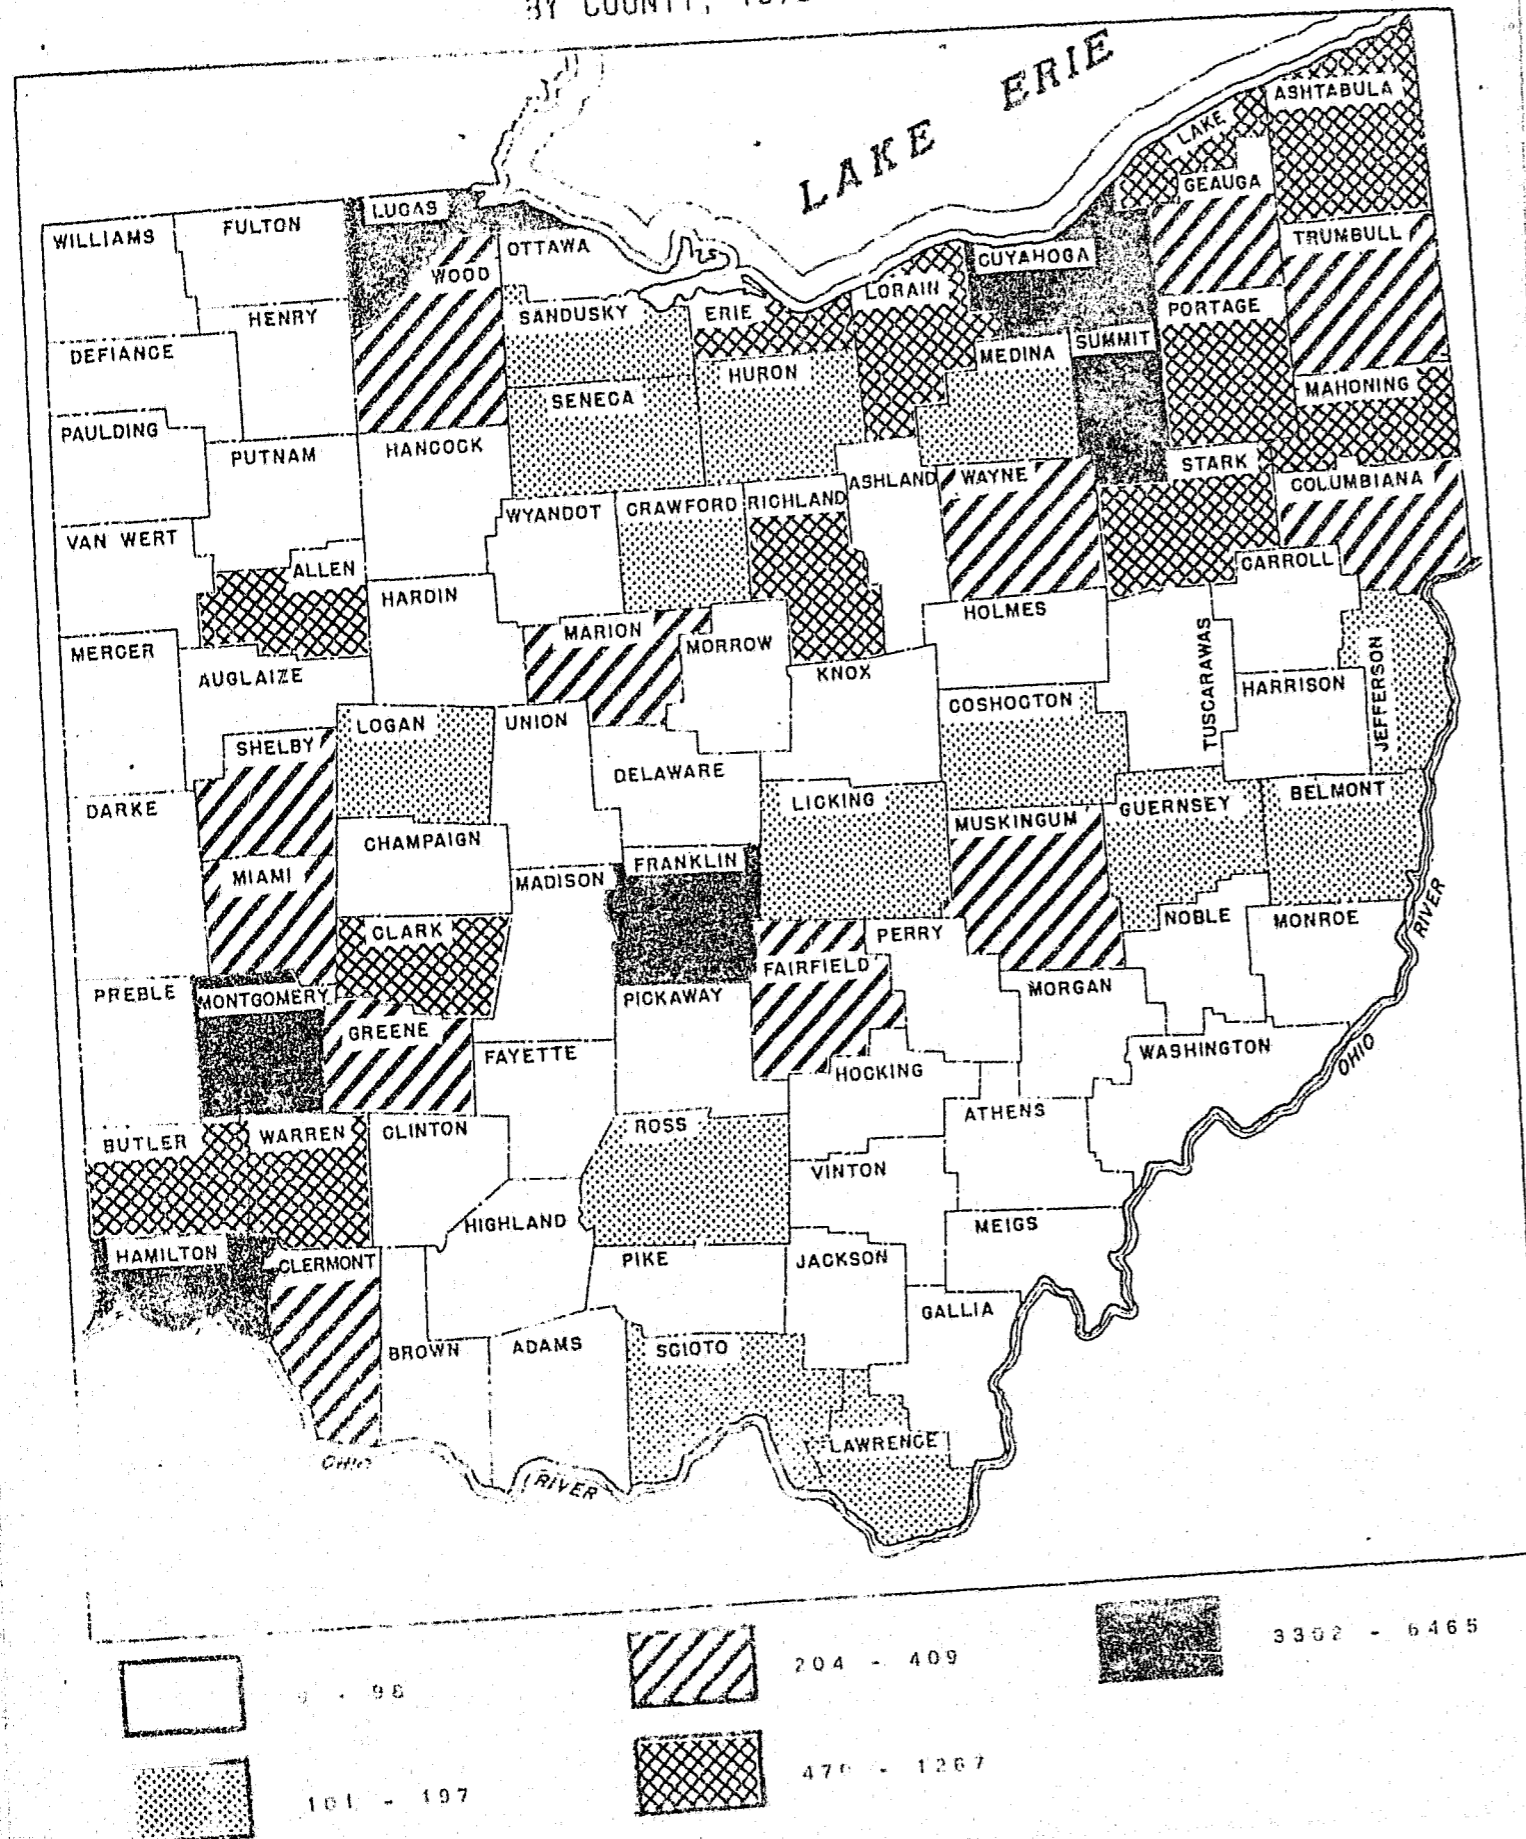 BY COUNTY,
LAKE ERIE
ASHTABULA
LAKE
GEAUGA
LUCAS
FULTON
WILLIAMS
OTTAWA
WOOD
CUYAHOGA
TRUMBULL
LORAIN
ERIE
SANDUSKY
HENRY
PORTAGE
DEFIANCE
MEDINA
SUMMIT
HURON
SENECA
MAHONING
PAULDING
PUTNAM
HANCOCK
ASHLAND
WAYNE
STARK
COLUMBIANA
WYANDOT
CRAWFORD
RICHLAND
VAN WERT
ALLEN
HARDIN
CARROLL
HOLMES
MERCER
MARION
MORROW
KNOX
AUGLAIZE
TUSCARAWAS
HARRISON
JEFFERSON
COSHOCTON
LOGAN
UNION
SHELBY
DELAWARE
DARKE
LICKING
MUSKINGUM
GUERNSEY
BELMONT
CHAMPAIGN
FRANKLIN
MADISON
MIAMI
CLARK
PERRY
NOBLE
MONROE
RIVER
FAIRFIELD
PREBLE
MONTGOMERY
PICKAWAY
MORGAN
GREENE
FAYETTE
WASHINGTON
OHIO
HOCKING
ATHENS
BUTLER
WARREN
CLINTON
ROSS
VINTON
HIGHLAND
MEIGS
HAMILTON
CLERMONT
PIKE
JACKSON
GALLIA
BROWN
ADAMS
SCIOTO
LAWRENCE
OHIO
RIVER
204 - 409
3302 - 6465
- 98
101 - 197
- 1267